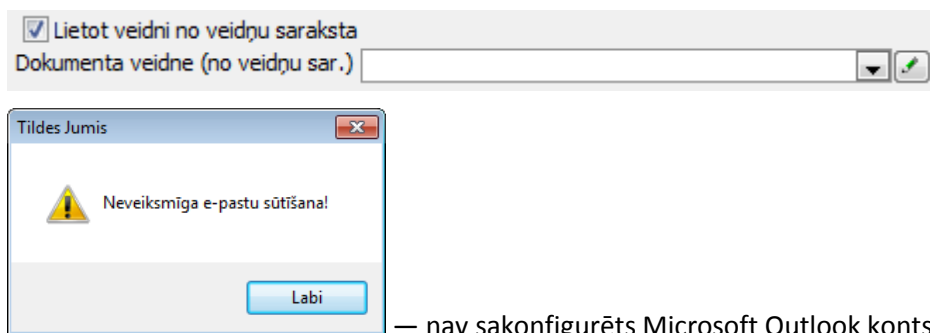 Lietot veidni no veidņu saraksta
Dokumenta veidne (no veidņu sar.)
Tildes Jumis
Neveiksmīga e-pastu sūtīšana!
Labi
— nav sakonfigurēts Microsoft Outlook konts